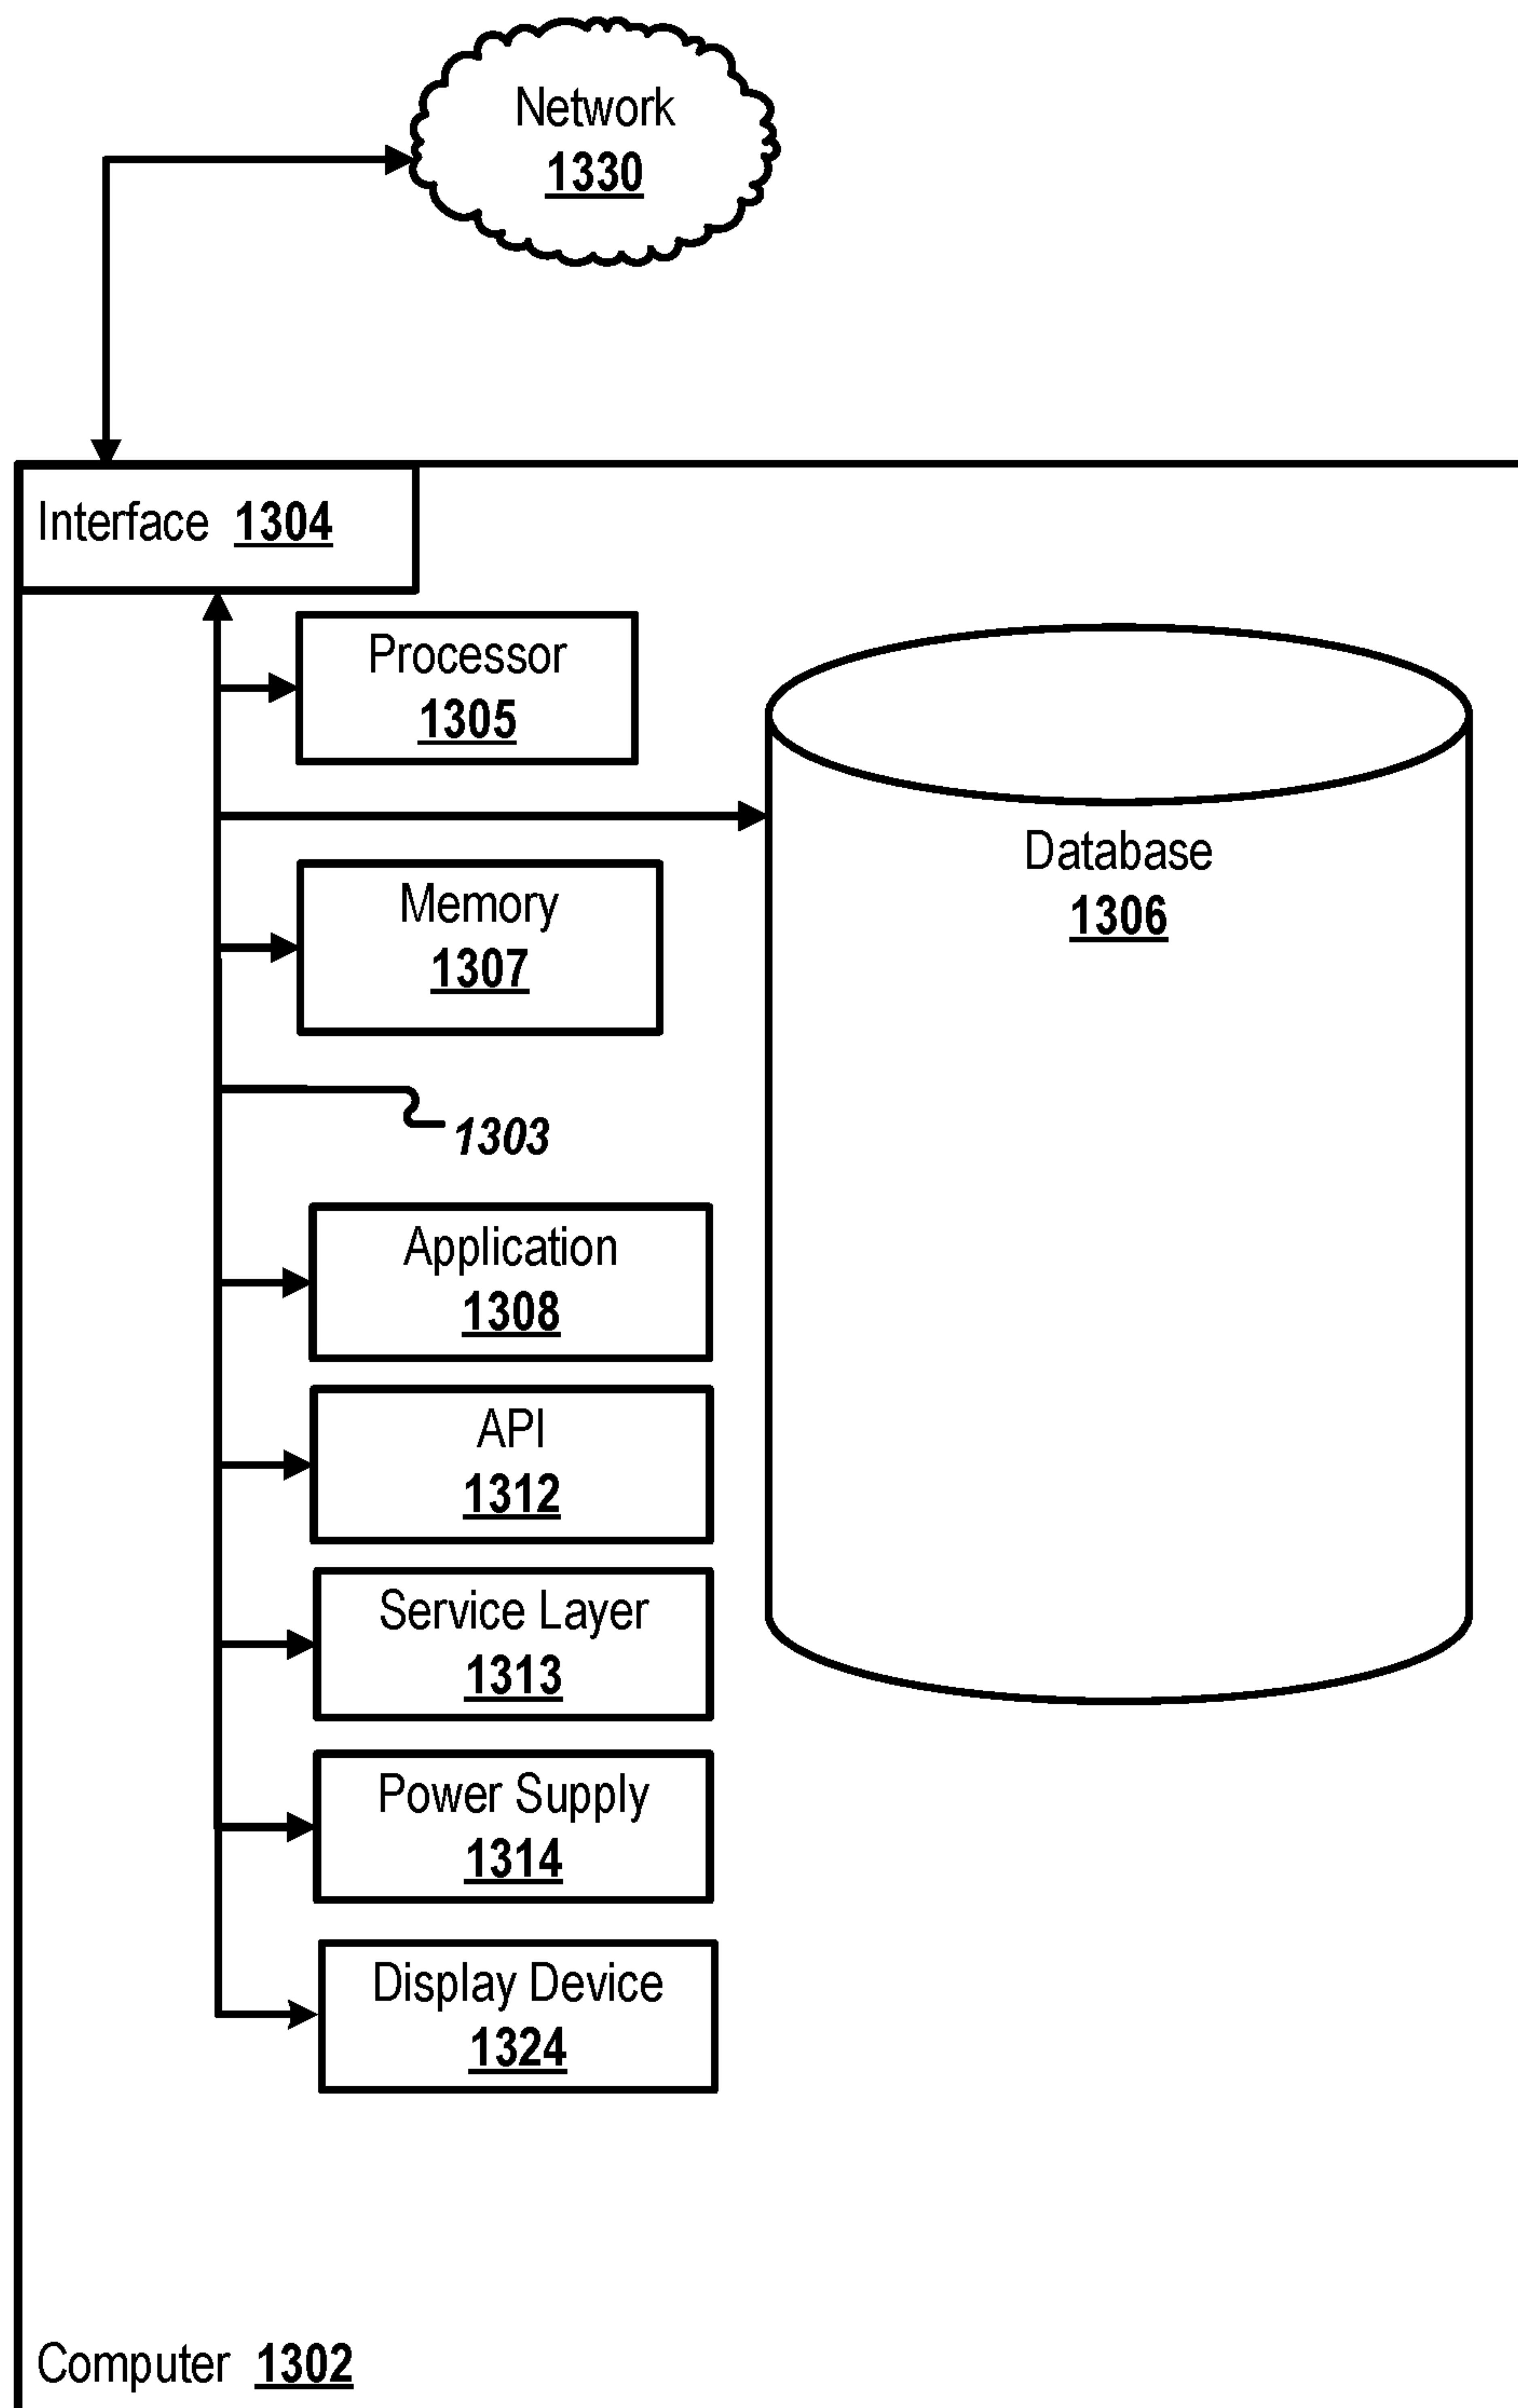 Network
1330
Interface 1304
Processor
1305
Database
1306
Memory
1307
1303
Application
1308
API
1312
Service Layer
1313
Power Supply
1314
Display Device
1324
Computer 1302